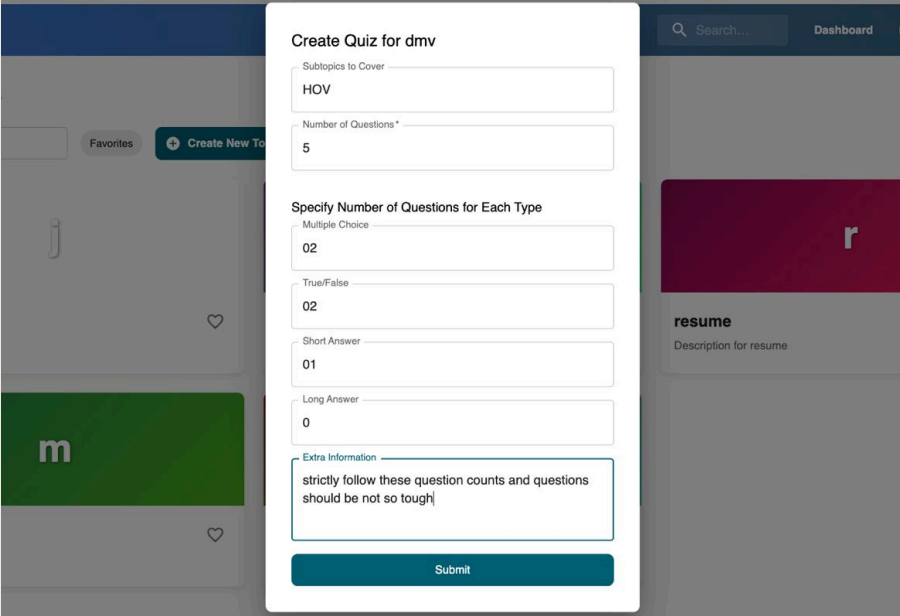 Search...
Dashboard
Favorites
Create New To
j
r
resume
Description for resume
m
Create Quiz for dmv
Subtopics to Cover
HOV
Number of Questions *
5
Specify Number of Questions for Each Type
Multiple Choice
02
True/False
02
Short Answer
01
Long Answer
0
Extra Information
strictly follow these question counts and questions
should be not so tough
Submit